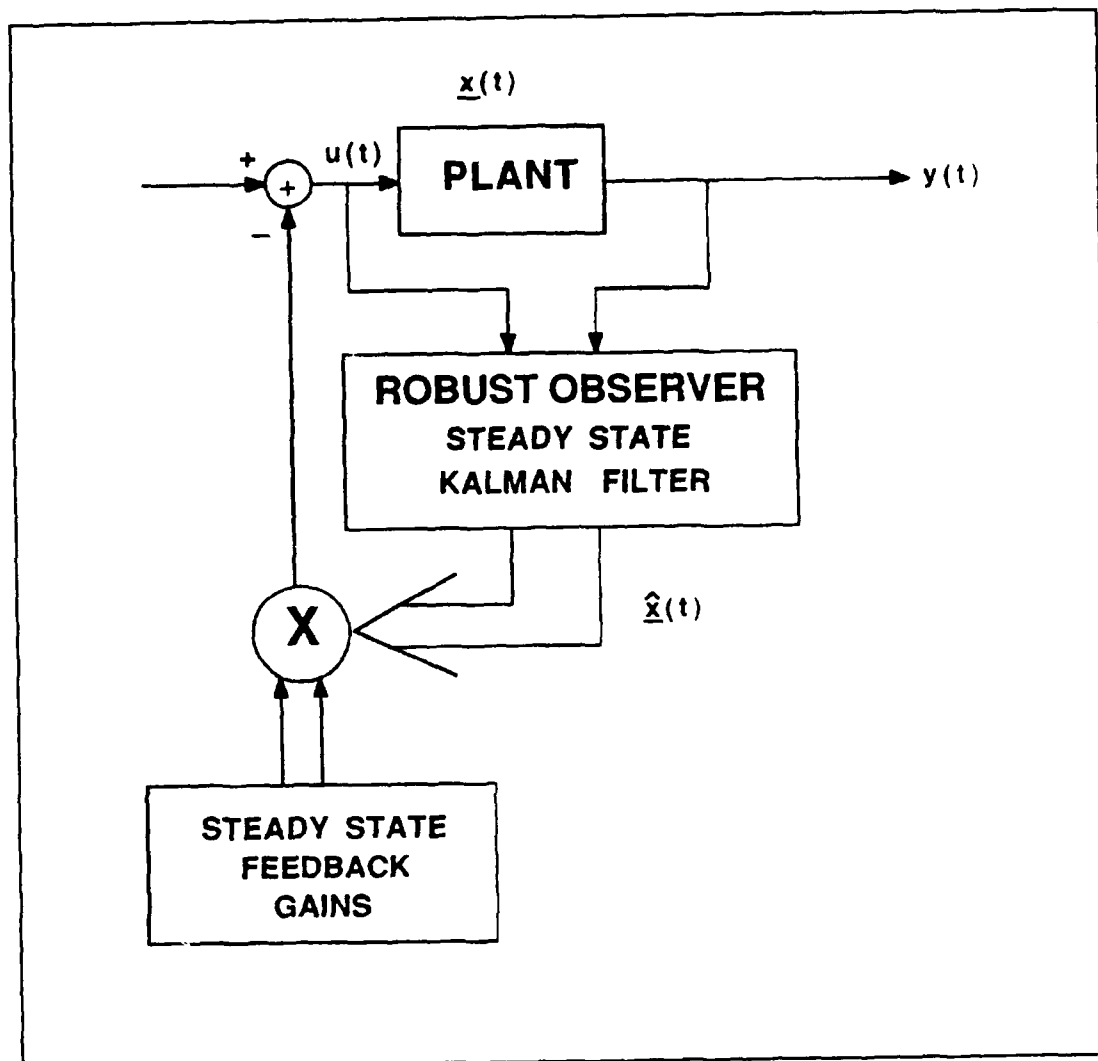 x(t)
+
u(t)
PLANT
+
y(t)
−
ROBUST OBSERVER
STEADY STATE
KALMAN FILTER
x̂(t)
X
STEADY STATE
FEEDBACK
GAINS